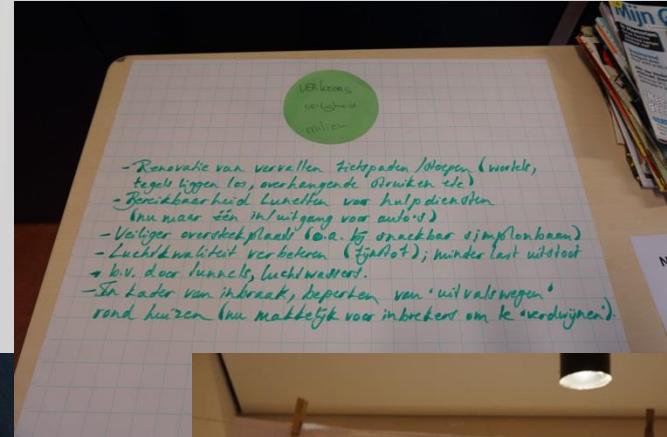 Mijn G
verkeers
veiligheid
milieu
- Renovatie van vervallen fietspaden / stoepen (wortels,
tegels liggen los, overhangende struiken etc)
- Bereikbaarheid Lunetten voor hulpdiensten
(nu maar één in/uitgang voor auto's)
- Veiliger oversteekplaats (o.a. bij snackbar simplonbaan)
- Luchtkwaliteit verbeteren (fijnstof); minder last uitstoot
→ b.v. door tunnels, luchtwassers.
- In kader van inbraak, beperken van 'uitvalswegen'
rond huizen (nu makkelijk voor inbrekers om te 'verdwijnen').